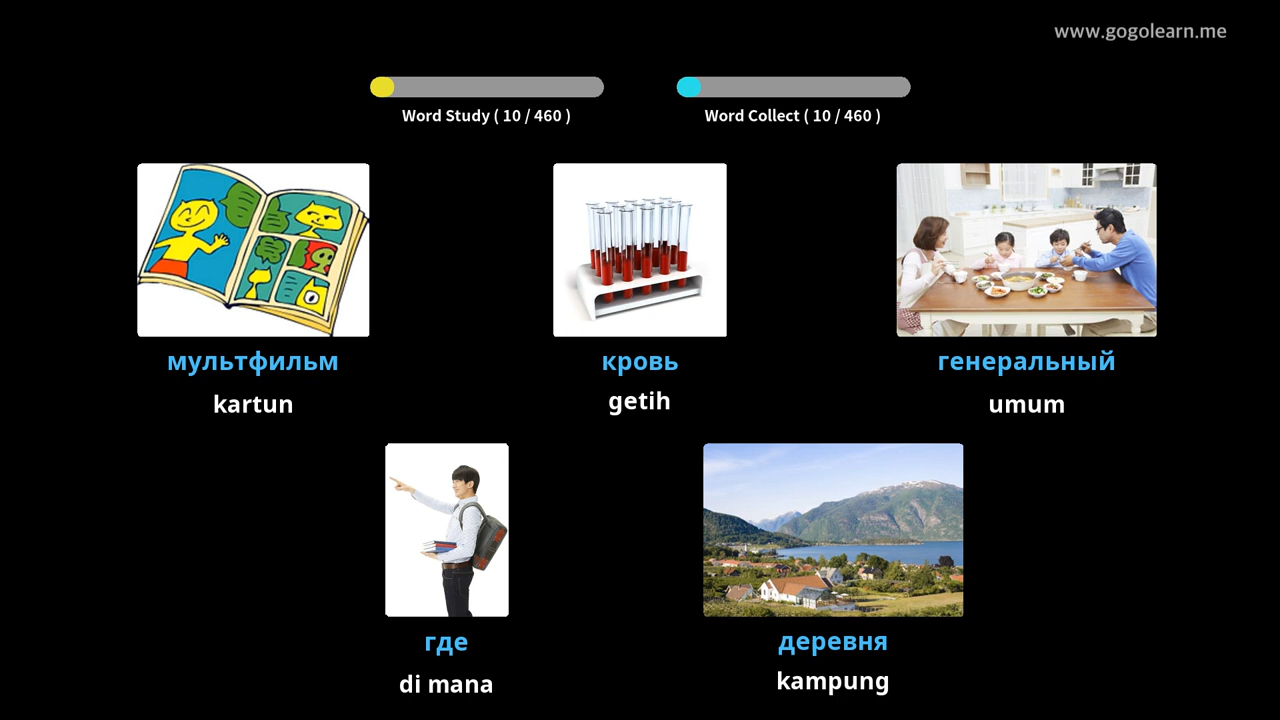 www.gogolearn.me
Word Study ( 10 / 460 )
Word Collect ( 10 / 460 )
мультфильм
kartun
кровь
getih
генеральный
umum
где
di mana
деревня
kampung